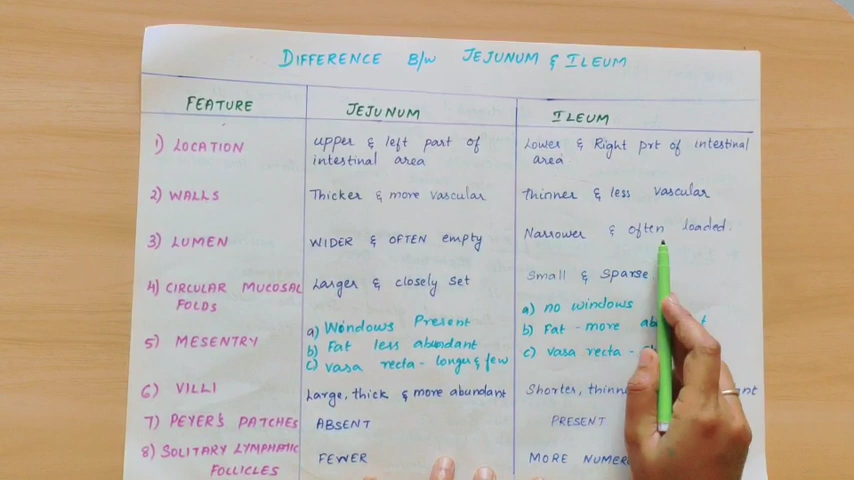 DIFFERENCE B/w JEJUNUM & ILEUM
FEATURE JEJUNUM ILEUM
1) LOCATION upper & left part of Lower & Right prt of intestinal
intestinal area area
2) WALLS Thicker & more vascular Thinner & less vascular
3) LUMEN WIDER & OFTEN empty Narrower & often loaded.
4) CIRCULAR MUCOSAL Larger & closely set Small & Sparse
FOLDS
5) MESENTRY a) Windows Present a) no windows
b) Fat less abundant b) Fat - more
c) vasa recta - longer & few c) vasa recta -
6) VILLI Large, thick & more abundant Shorter,
7) PEYER'S PATCHES ABSENT PRESENT
8) SOLITARY LYMPHATIC FEWER MORE
FOLLICLES